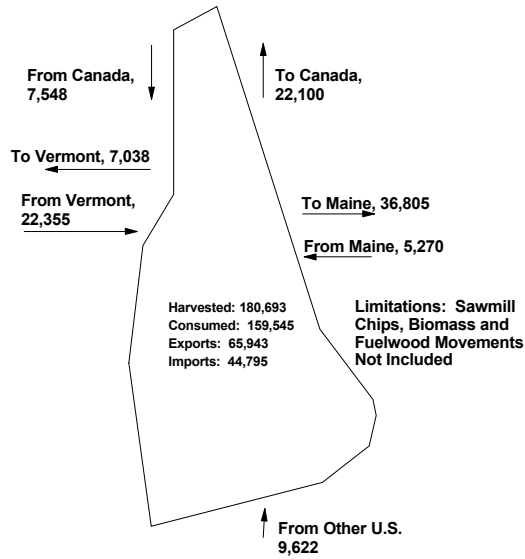 From Canada,
7,548
To Canada,
22,100
To Vermont, 7,038
From Vermont,
22,355
To Maine, 36,805
From Maine, 5,270
Harvested: 180,693
Consumed: 159,545
Exports: 65,943
Imports: 44,795
Limitations: Sawmill
Chips, Biomass and
Fuelwood Movements
Not Included
From Other U.S.
9,622